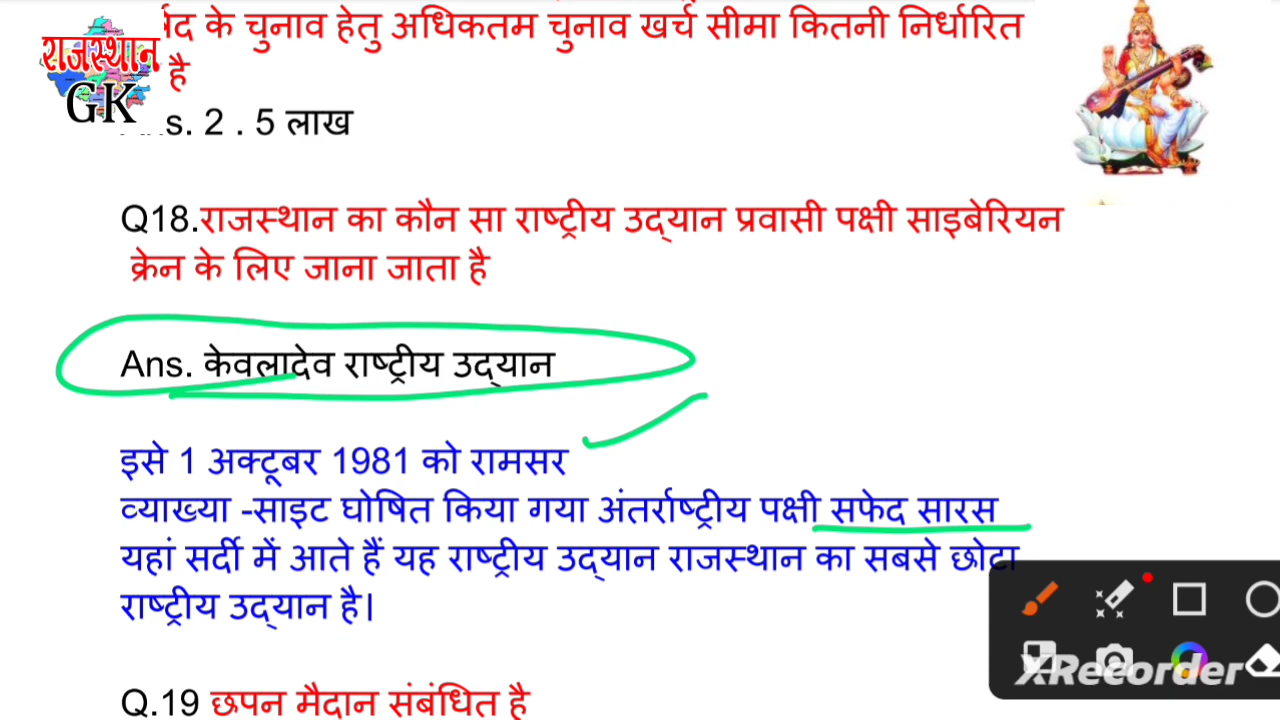 के चुनाव हेतु अधिकतम चुनाव खर्च सीमा कितनी निर्धारित
राजस्थान
है
GK
2 . 5 लाख
Q18.राजस्थान का कौन सा राष्ट्रीय उद्यान प्रवासी पक्षी साइबेरियन
क्रेन के लिए जाना जाता है
Ans. केवलादेव राष्ट्रीय उद्यान
इसे 1 अक्टूबर 1981 को रामसर
व्याख्या -साइट घोषित किया गया अंतर्राष्ट्रीय पक्षी सफेद सारस
यहां सर्दी में आते हैं यह राष्ट्रीय उद्यान राजस्थान का सबसे छोटा
राष्ट्रीय उद्यान है।
XRecorder
Q.19 छपन मैदान संबंधित है